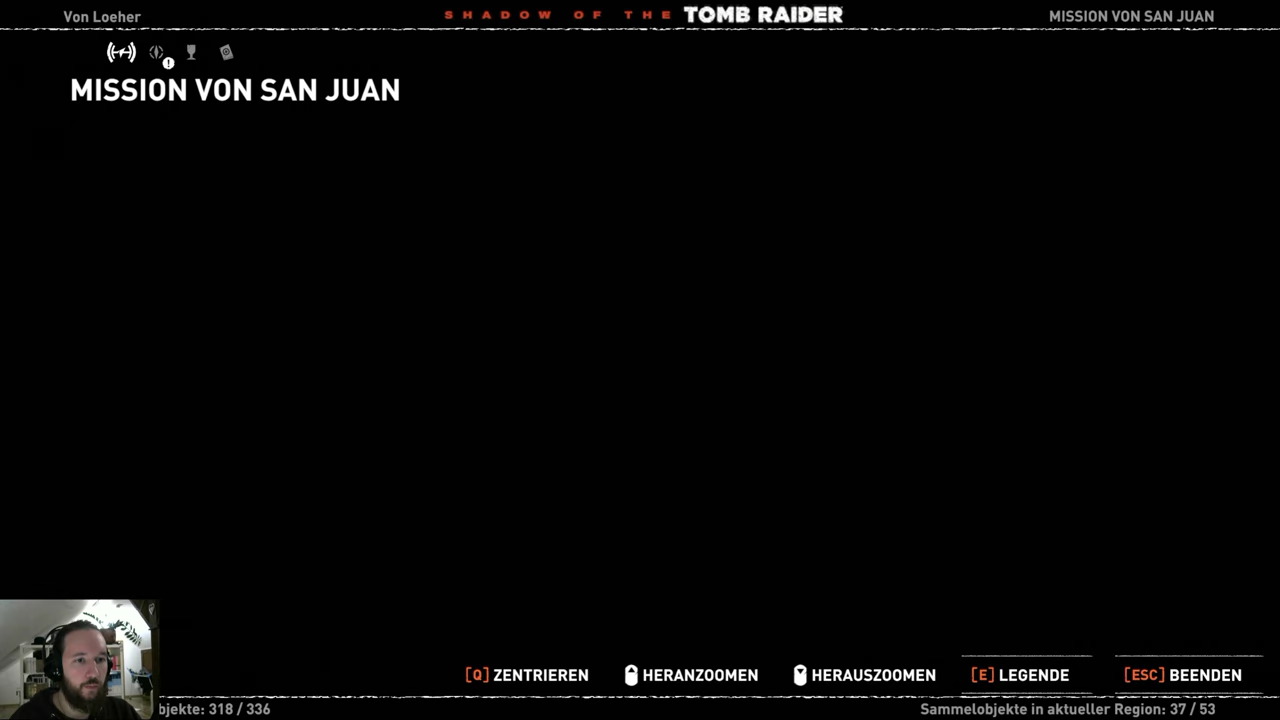 Von Loeher
SHADOW OF THE TOMB RAIDER
MISSION VON SAN JUAN
MISSION VON SAN JUAN
[Q] ZENTRIEREN
HERANZOOMEN
HERAUSZOOMEN
[E] LEGENDE
[ESC] BEENDEN
bjekte: 318 / 336
Sammelobjekte in aktueller Region: 37 / 53